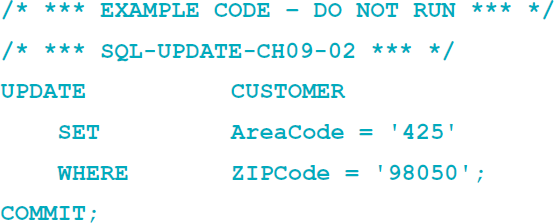 /* *** EXAMPLE CODE – DO NOT RUN *** */
/* *** SQL-UPDATE-CH09-02 *** */
UPDATE CUSTOMER
SET AreaCode = '425'
WHERE ZIPCode = '98050';
COMMIT;